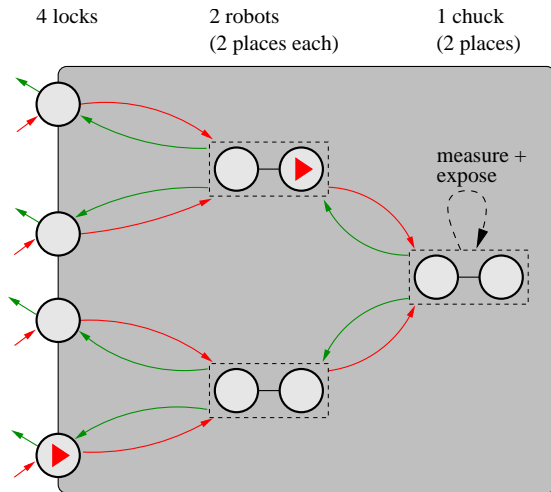 4 locks
2 robots
(2 places each)
1 chuck
(2 places)
measure +
expose